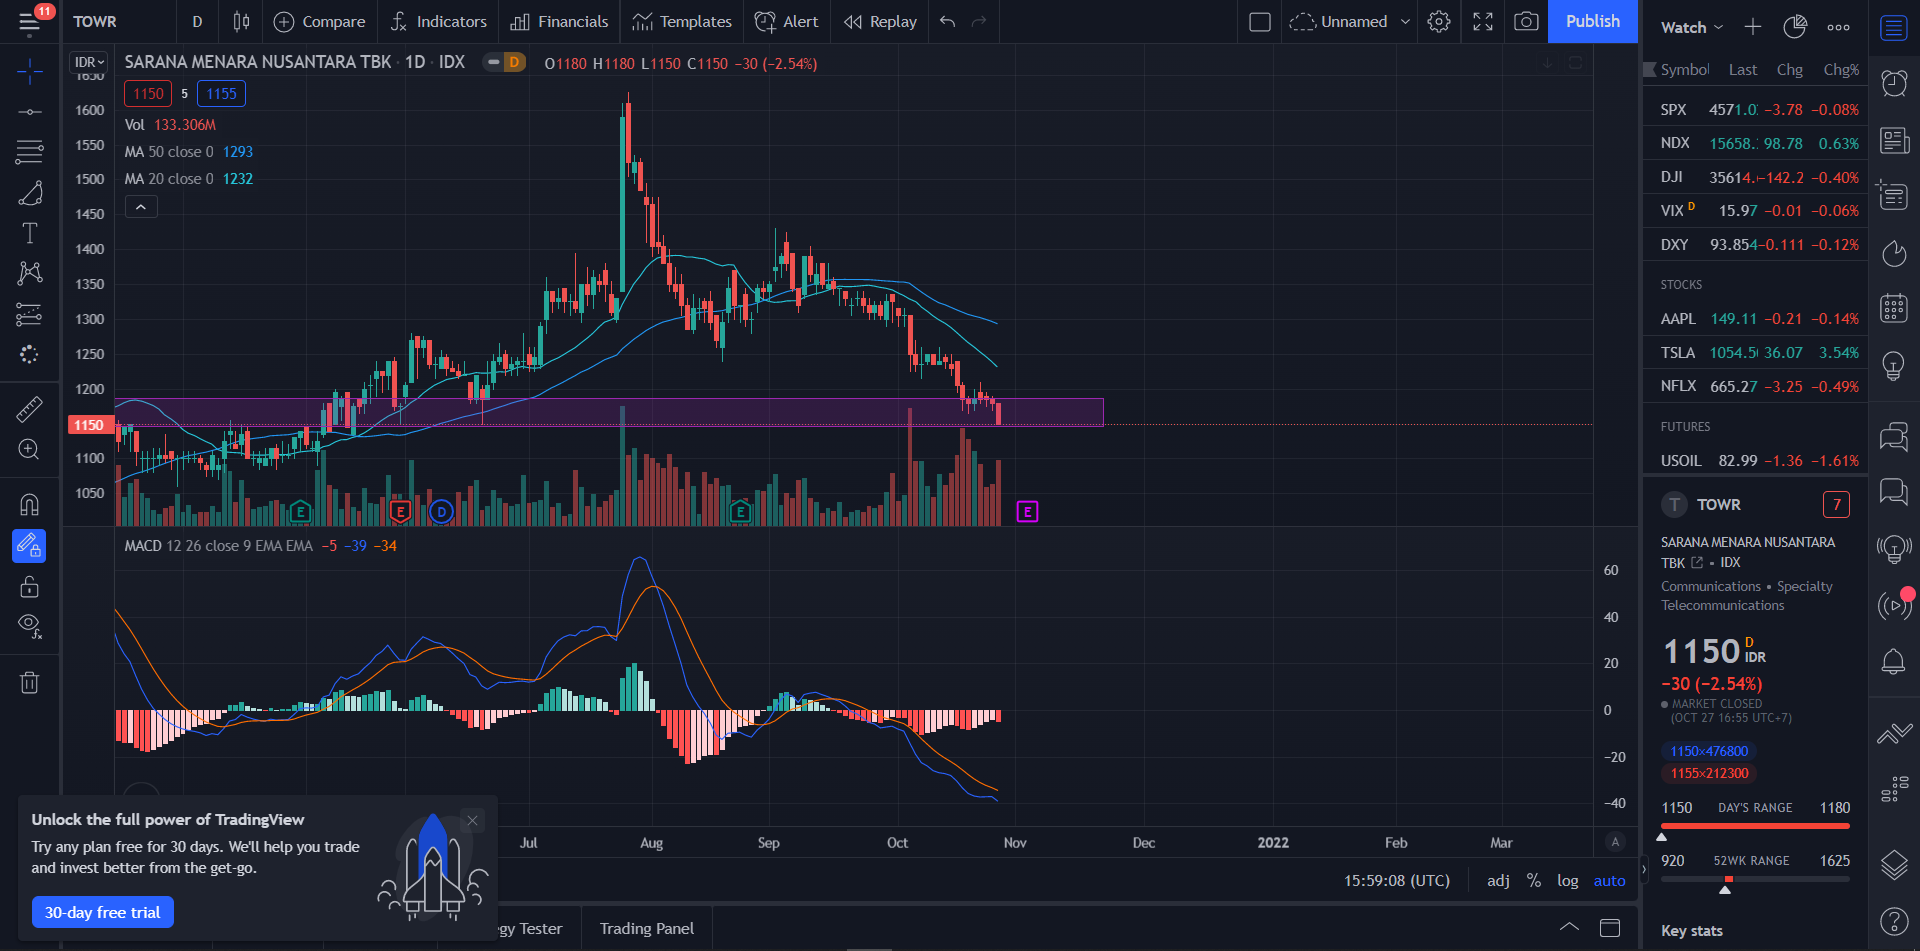 11
TOWR
D
Compare
Indicators
Financials
Templates
Alert
Replay
Unnamed
Publish
IDR
SARANA MENARA NUSANTARA TBK · 1D · IDX
D
O1180 H1180 L1150 C1150 −30 (−2.54%)
1150 5 1155
Vol 133.306M
MA 50 close 0 1293
MA 20 close 0 1232
1650
1600
1550
1500
1450
1400
1350
1300
1250
1200
1150
1100
1050
E
E
D
E
E
MACD 12 26 close 9 EMA EMA −5 −39 −34
60
40
20
0
−20
−40
Jul Aug Sep Oct Nov Dec 2022 Feb Mar
A
15:59:08 (UTC)
adj % log auto
gy Tester
Trading Panel
Unlock the full power of TradingView
Try any plan free for 30 days. We'll help you trade
and invest better from the get-go.
30-day free trial
Watch
Symbol Last Chg Chg%
SPX 4571.0 −3.78 −0.08%
NDX 15658. 98.78 0.63%
DJI 35614. −142.2 −0.40%
VIX D 15.97 −0.01 −0.06%
DXY 93.854 −0.111 −0.12%
STOCKS
AAPL 149.11 −0.21 −0.14%
TSLA 1054.5 36.07 3.54%
NFLX 665.27 −3.25 −0.49%
FUTURES
USOIL 82.99 −1.36 −1.61%
T TOWR 7
SARANA MENARA NUSANTARA
TBK • IDX
Communications • Specialty
Telecommunications
1150 D IDR
−30 (−2.54%)
MARKET CLOSED
(OCT 27 16:55 UTC+7)
1150×476800
1155×212300
1150 DAY'S RANGE 1180
920 52WK RANGE 1625
Key stats